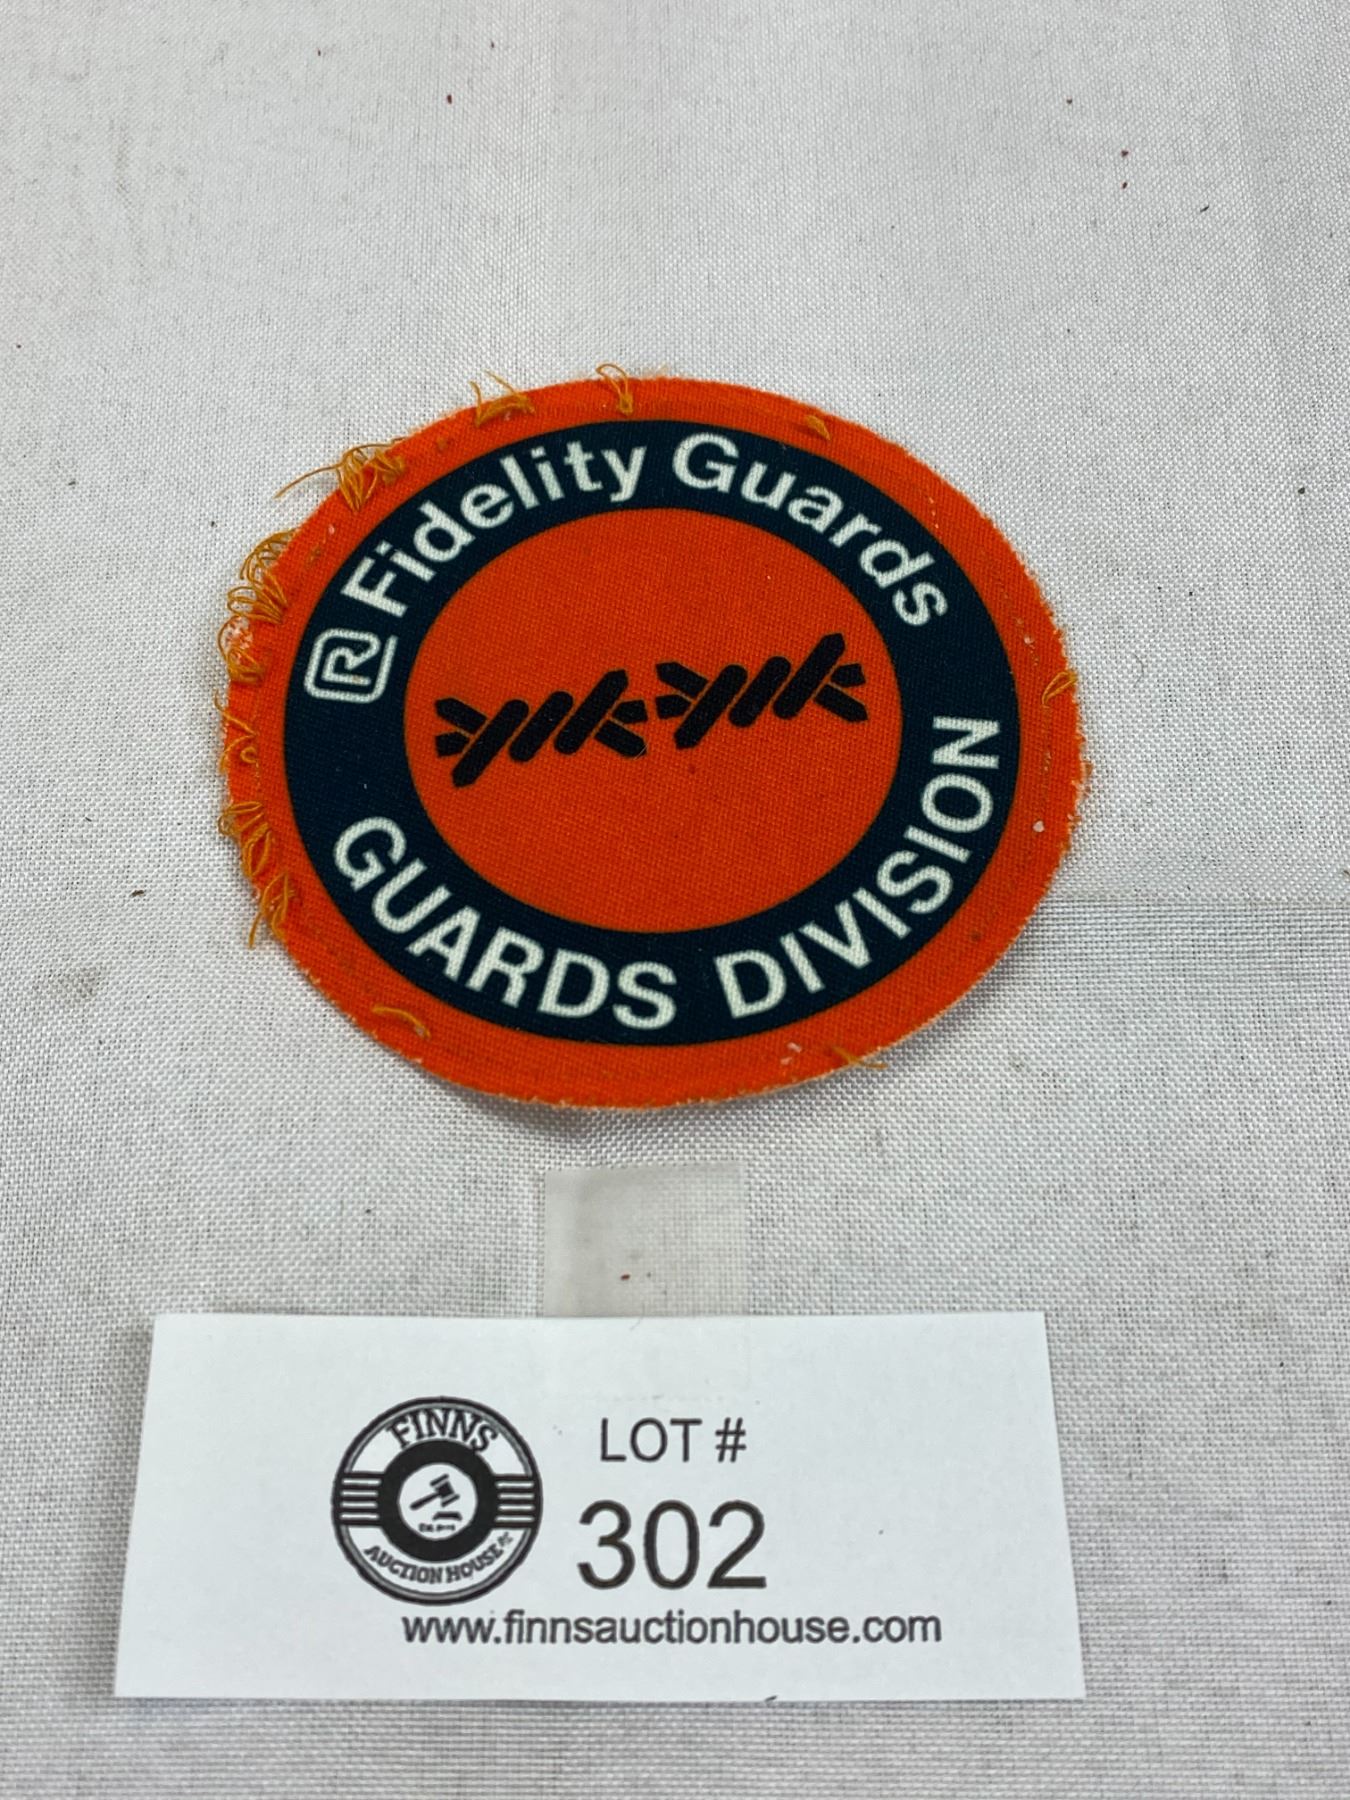 R Fidelity Guards
GUARDS DIVISION
FINNS
AUCTION HOUSE
LOT #
302
www.finnsauctionhouse.com